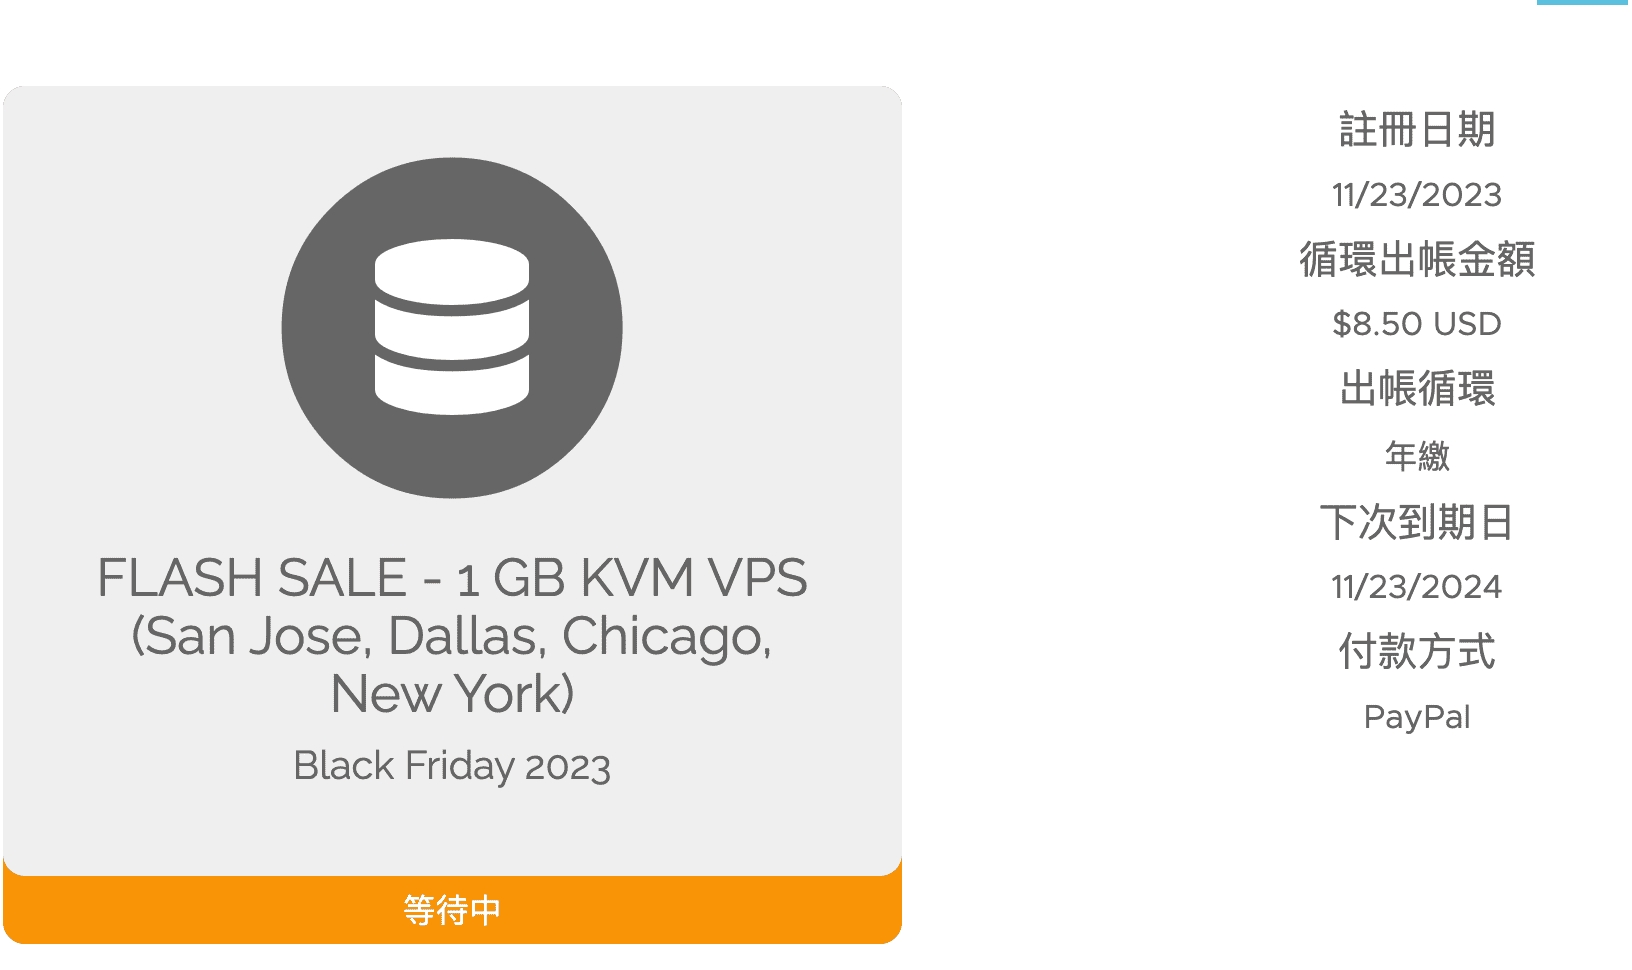 FLASH SALE - 1 GB KVM VPS
(San Jose, Dallas, Chicago,
New York)
Black Friday 2023
等待中
註冊日期
11/23/2023
循環出帳金額
$8.50 USD
出帳循環
年繳
下次到期日
11/23/2024
付款方式
PayPal